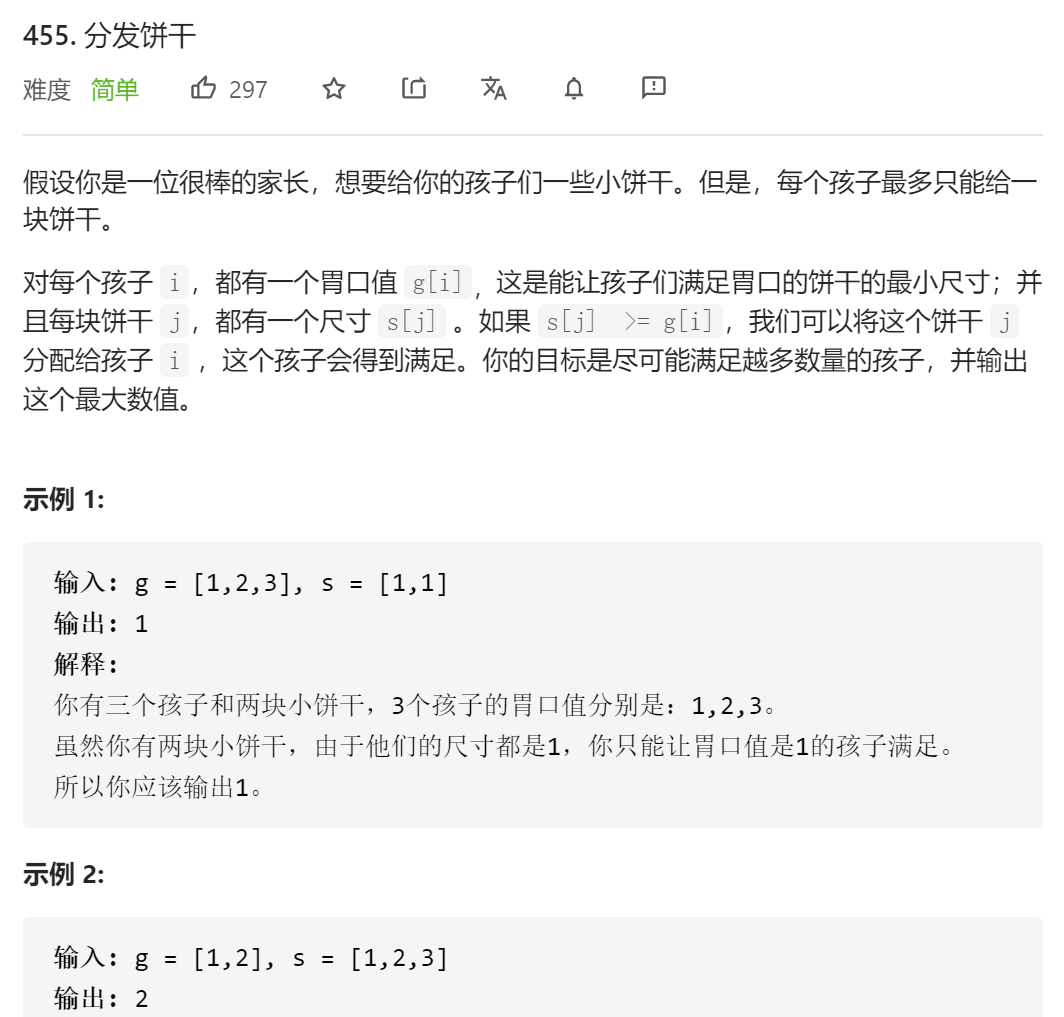 455. 分发饼干
难度 简单 297
假设你是一位很棒的家长，想要给你的孩子们一些小饼干。但是，每个孩子最多只能给一
块饼干。
对每个孩子 i，都有一个胃口值 g[i]，这是能让孩子们满足胃口的饼干的最小尺寸；并
且每块饼干 j，都有一个尺寸 s[j] 。如果 s[j] >= g[i]，我们可以将这个饼干 j
分配给孩子 i ，这个孩子会得到满足。你的目标是尽可能满足越多数量的孩子，并输出
这个最大数值。
示例 1:
输入: g = [1,2,3], s = [1,1]
输出: 1
解释:
你有三个孩子和两块小饼干，3个孩子的胃口值分别是：1,2,3。
虽然你有两块小饼干，由于他们的尺寸都是1，你只能让胃口值是1的孩子满足。
所以你应该输出1。
示例 2:
输入: g = [1,2], s = [1,2,3]
输出: 2